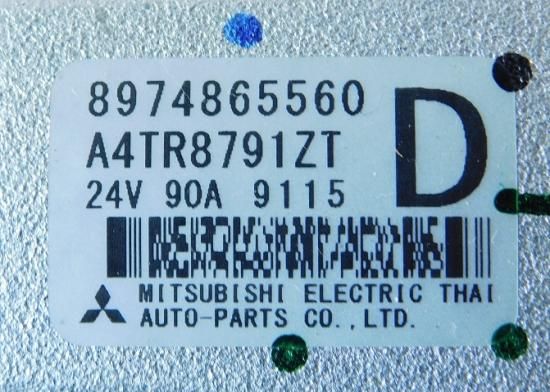 8974865560
D
A4TR8791ZT
24V 90A 9115
MITSUBISHI ELECTRIC THAI
AUTO-PARTS CO.,LTD.